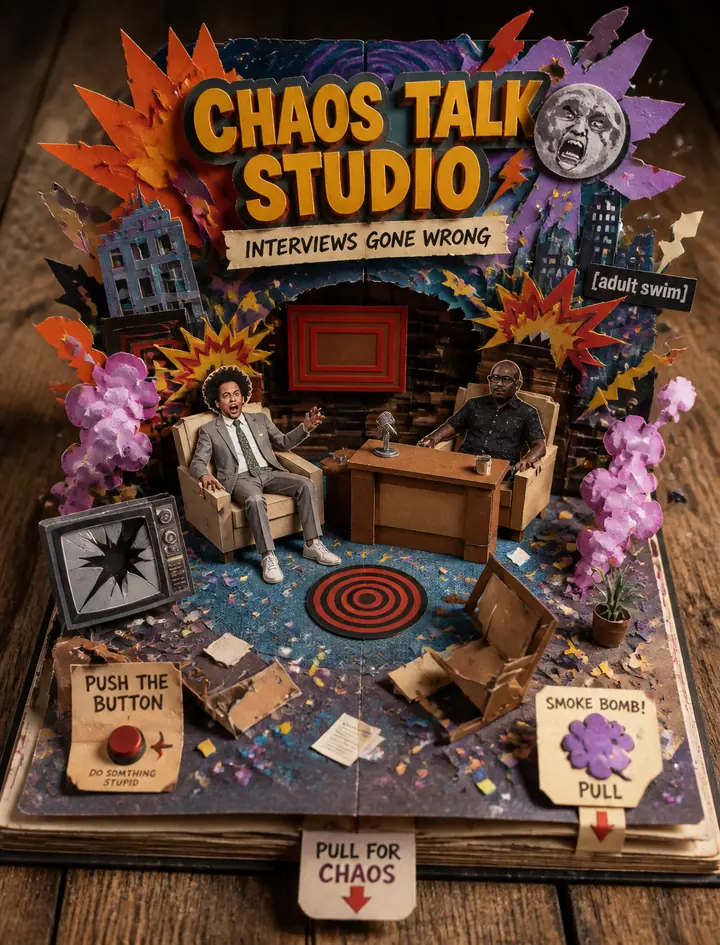 CHAOS TALK
STUDIO
INTERVIEWS GONE WRONG
[adult swim]
PUSH THE
BUTTON
DO SOMTHING
STUPID
SMOKE BOMB!
PULL
PULL FOR
CHAOS